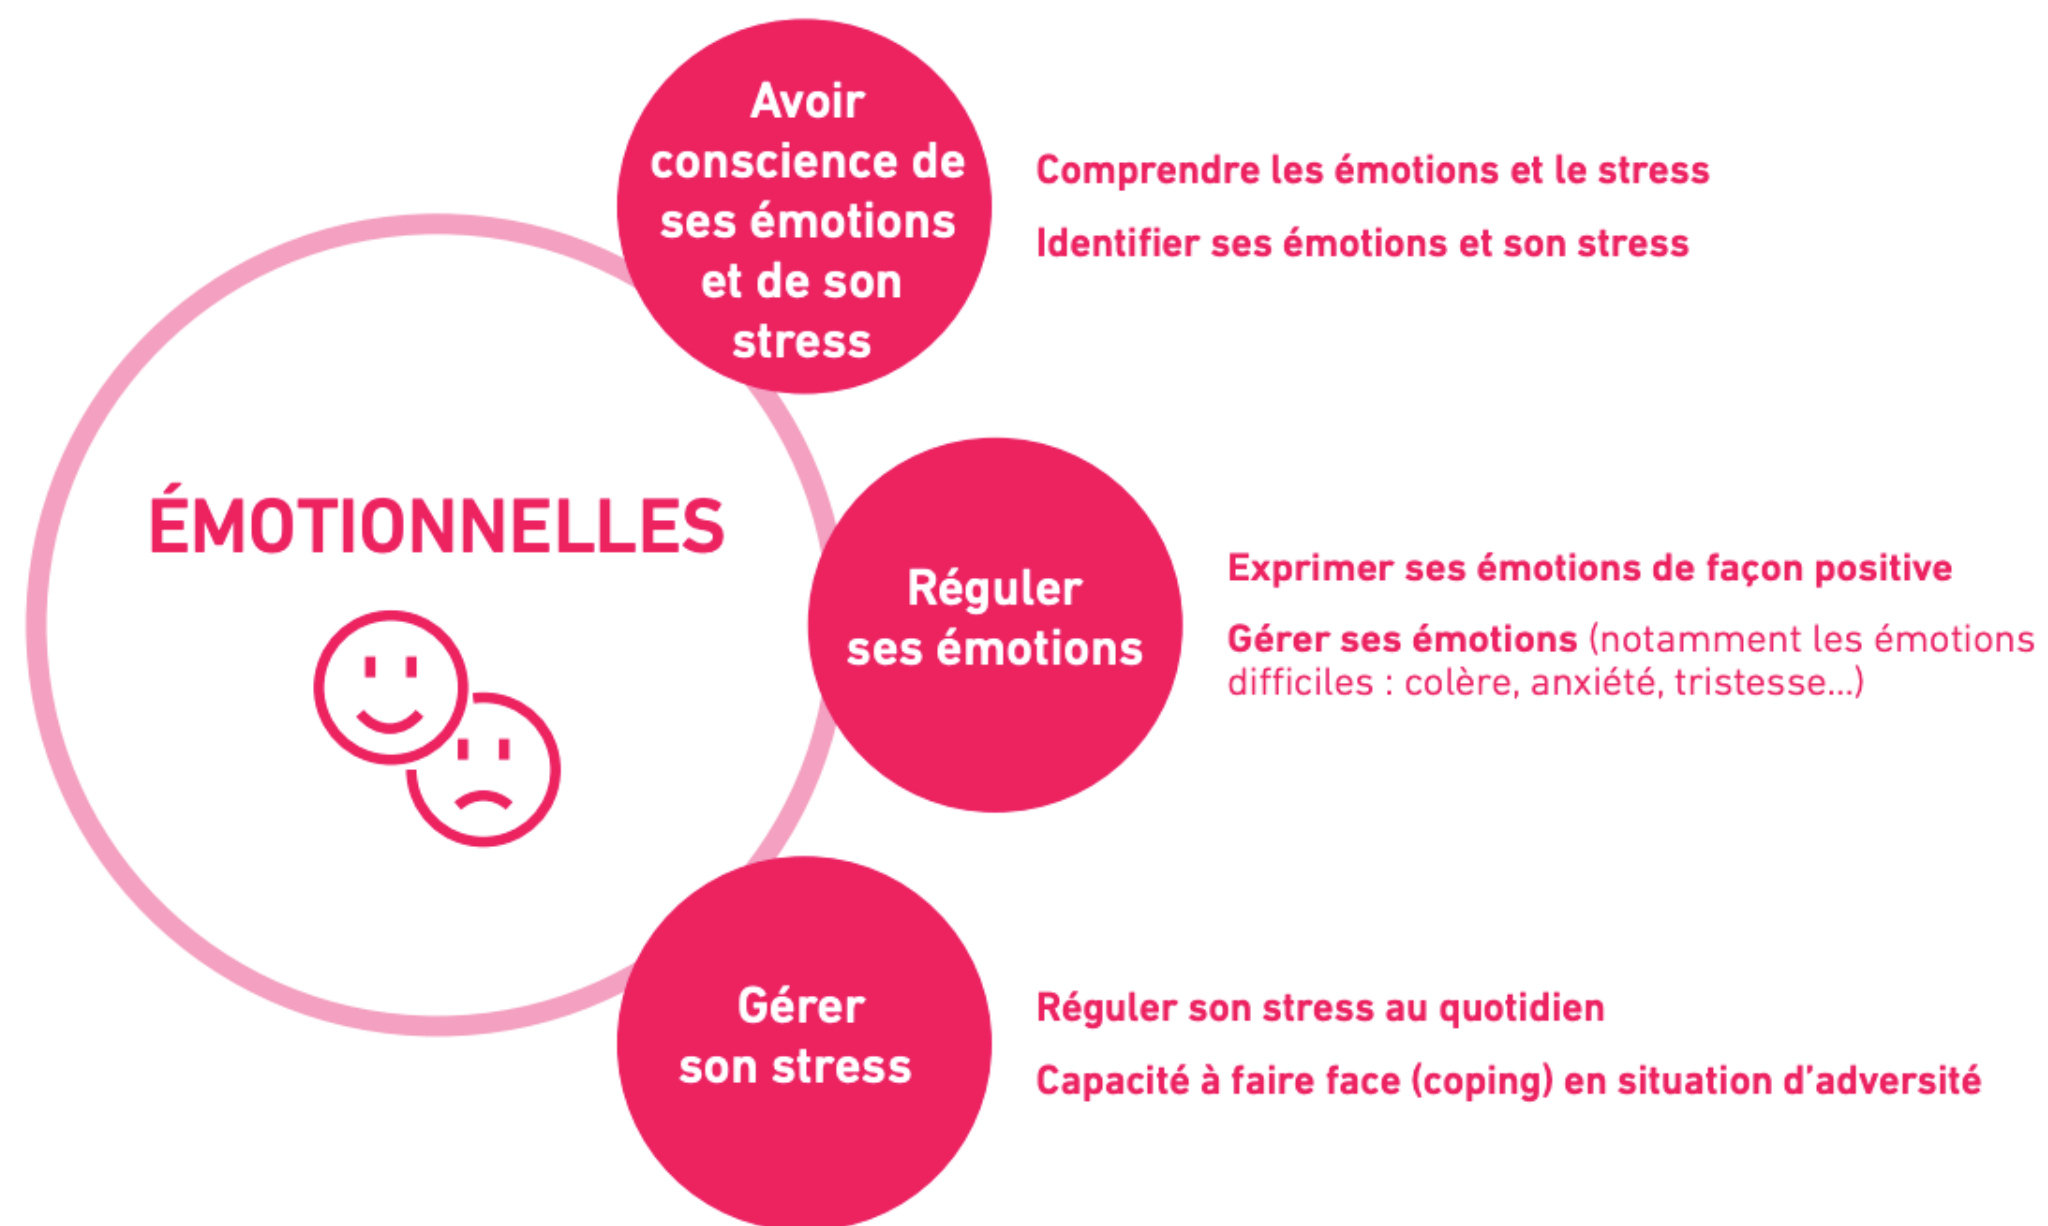 ÉMOTIONNELLES
Avoir
conscience de
ses émotions
et de son
stress
Comprendre les émotions et le stress
Identifier ses émotions et son stress
Réguler
ses émotions
Exprimer ses émotions de façon positive
Gérer ses émotions (notamment les émotions
difficiles : colère, anxiété, tristesse...)
Gérer
son stress
Réguler son stress au quotidien
Capacité à faire face (coping) en situation d’adversité